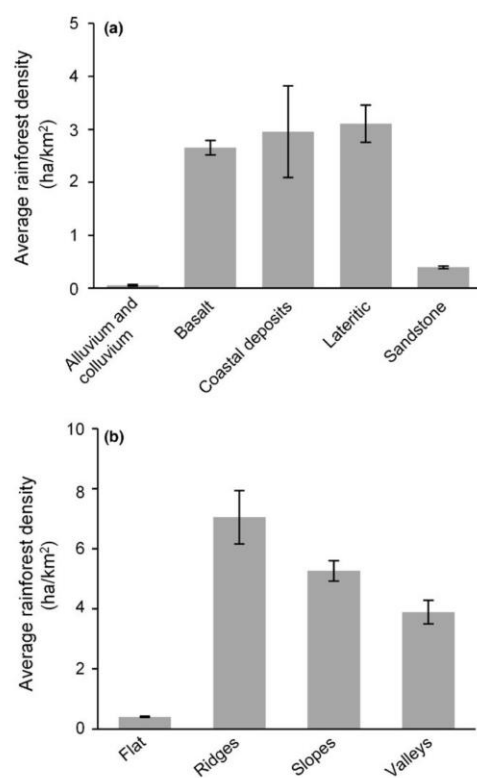 (a)
Average rainforest density
(ha/km²)
5
4
3
2
1
0
Alluvium and
colluvium
Basalt
Coastal deposits
Lateritic
Sandstone
(b)
Average rainforest density
(ha/km²)
10
8
6
4
2
0
Flat
Ridges
Slopes
Valleys